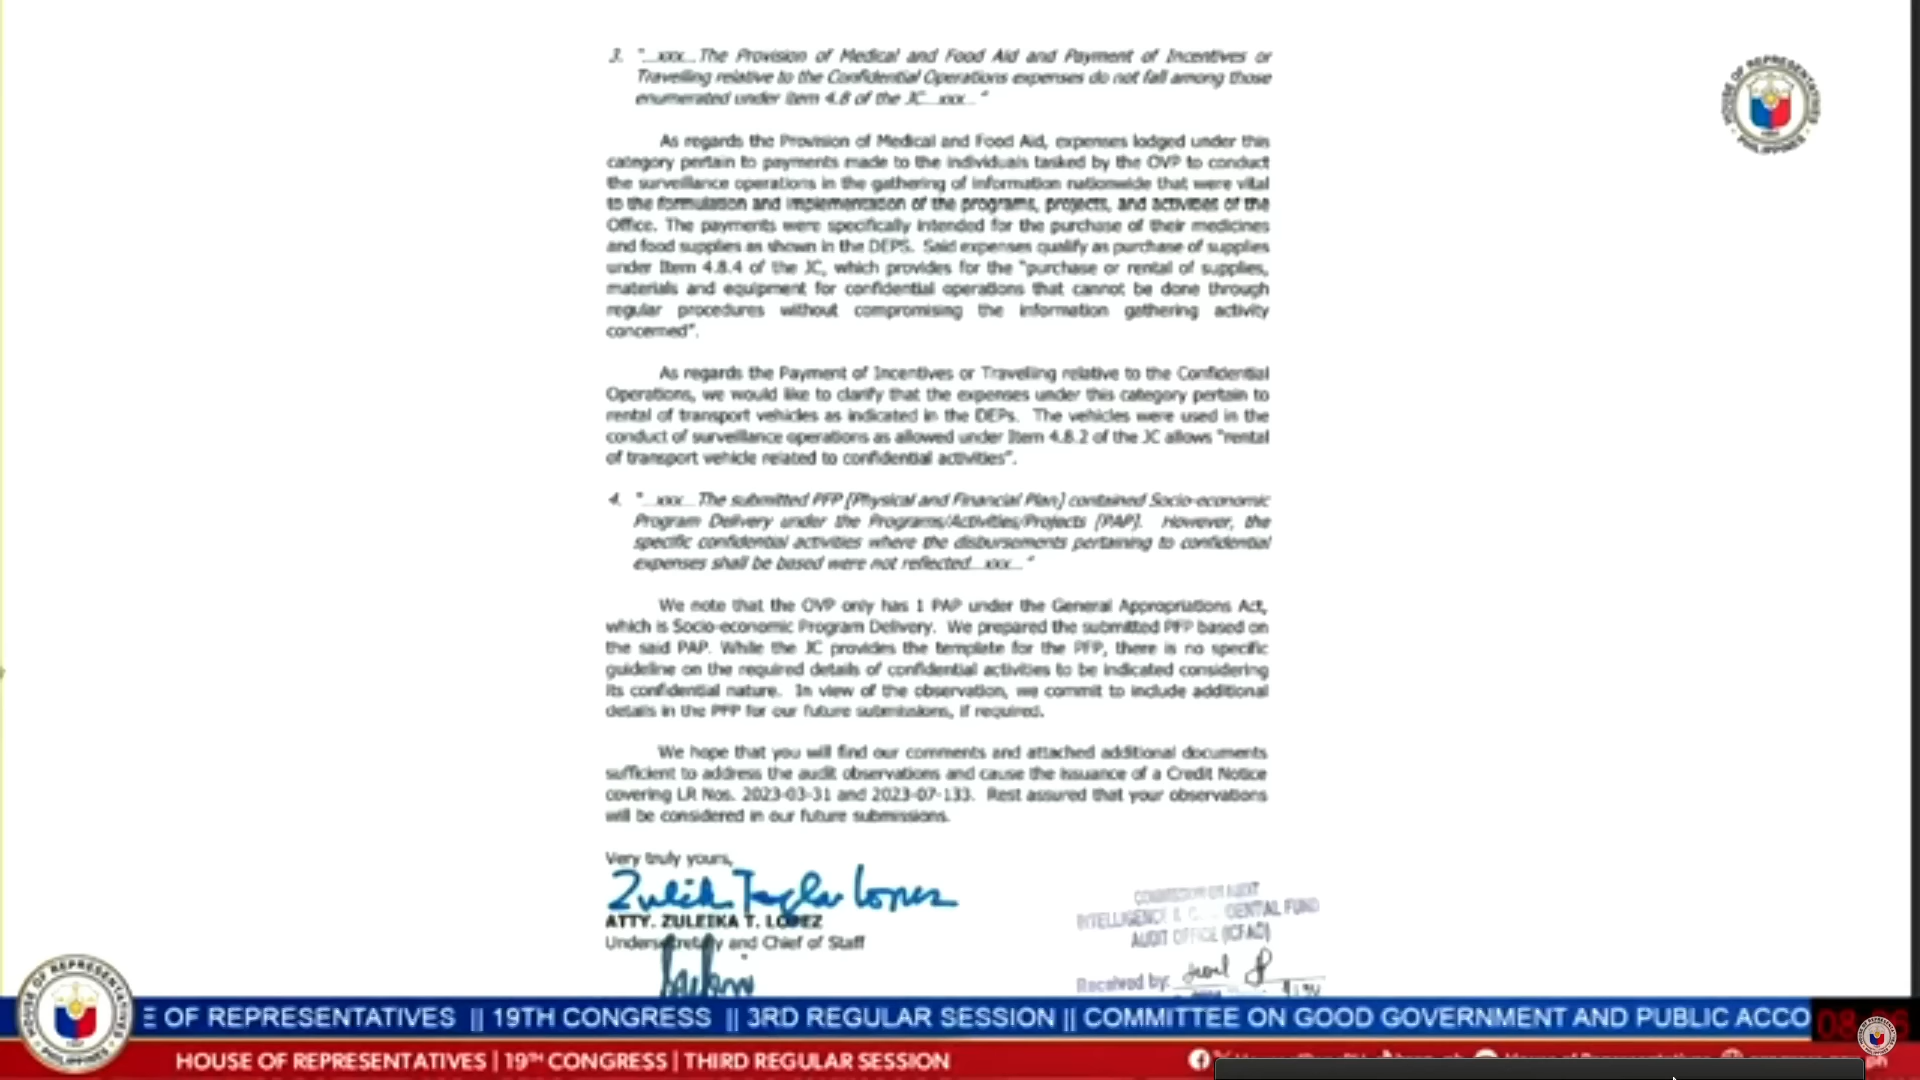 3. "...xxx...The Provision of Medical and Food Aid and Payment of Incentives or
Travelling relative to the Confidential Operations expenses do not fall among those
enumerated under item 4.8 of the JC...xxx..."
As regards the Provision of Medical and Food Aid, expenses lodged under this
category pertain to payments made to the individuals tasked by the OVP to conduct
the surveillance operations in the gathering of information nationwide that were vital
to the formulation and implementation of the programs, projects, and activities of the
Office. The payments were specifically intended for the purchase of their medicines
and food supplies as shown in the DEPS. Said expenses qualify as purchase of supplies
under Item 4.8.4 of the JC, which provides for the "purchase or rental of supplies,
materials and equipment for confidential operations that cannot be done through
regular procedures without compromising the information gathering activity
concerned".
As regards the Payment of Incentives or Travelling relative to the Confidential
Operations, we would like to clarify that the expenses under this category pertain to
rental of transport vehicles as indicated in the DEPs. The vehicles were used in the
conduct of surveillance operations as allowed under Item 4.8.2 of the JC allows "rental
of transport vehicle related to confidential activities".
4. "...xxx...The submitted PFP [Physical and Financial Plan] contained Socio-economic
Program Delivery under the Programs/Activities/Projects [PAP]. However, the
specific confidential activities where the disbursements pertaining to confidential
expenses shall be based were not reflected...xxx..."
We note that the OVP only has 1 PAP under the General Appropriations Act,
which is Socio-economic Program Delivery. We prepared the submitted PFP based on
the said PAP. While the JC provides the template for the PFP, there is no specific
guideline on the required details of confidential activities to be indicated considering
its confidential nature. In view of the observation, we commit to include additional
details in the PFP for our future submissions, if required.
We hope that you will find our comments and attached additional documents
sufficient to address the audit observations and cause the issuance of a Credit Notice
covering LR Nos. 2023-03-31 and 2023-07-133. Rest assured that your observations
will be considered in our future submissions.
Very truly yours,
ATTY. ZULEIKA T. LOPEZ
Undersecretary and Chief of Staff
COMMISSION ON AUDIT
INTELLIGENCE & DENTIAL FUND
AUDIT OFFICE (ICFAO)
Received by:
HOUSE OF REPRESENTATIVES
PHILIPPINES
E OF REPRESENTATIVES || 19TH CONGRESS || 3RD REGULAR SESSION || COMMITTEE ON GOOD GOVERNMENT AND PUBLIC ACCO
HOUSE OF REPRESENTATIVES | 19TH CONGRESS | THIRD REGULAR SESSION
HOUSE OF REPRESENTATIVES
PHILIPPINES